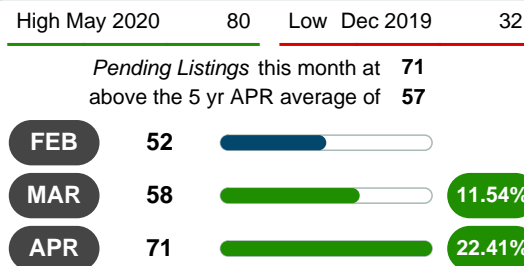 High May 2020 80 Low Dec 2019 32
Pending Listings this month at 71
above the 5 yr APR average of 57
FEB 52
MAR 58 11.54%
APR 71 22.41%